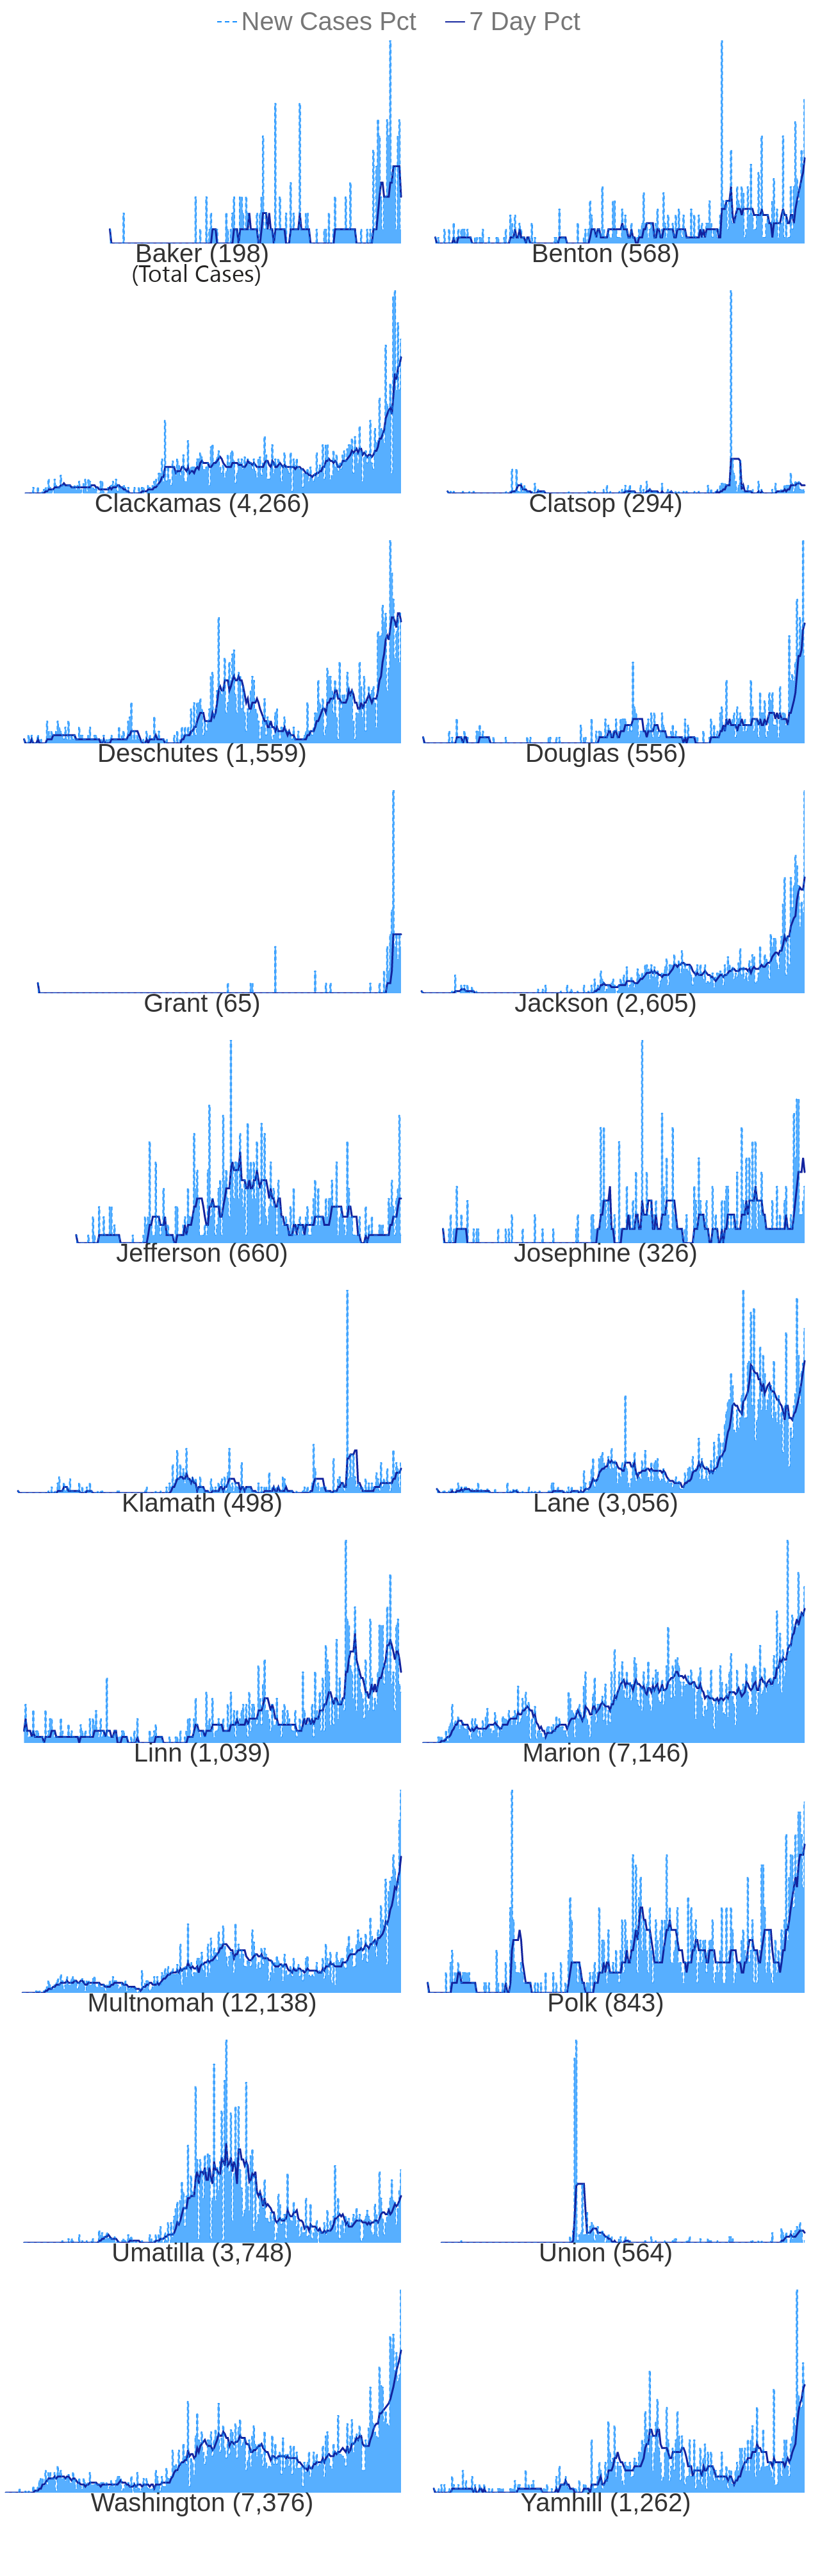 New Cases Pct 7 Day Pct
Baker (198) Benton (568)
(Total Cases)
Clackamas (4,266) Clatsop (294)
Deschutes (1,559) Douglas (556)
Grant (65) Jackson (2,605)
Jefferson (660) Josephine (326)
Klamath (498) Lane (3,056)
Linn (1,039) Marion (7,146)
Multnomah (12,138) Polk (843)
Umatilla (3,748) Union (564)
Washington (7,376) Yamhill (1,262)